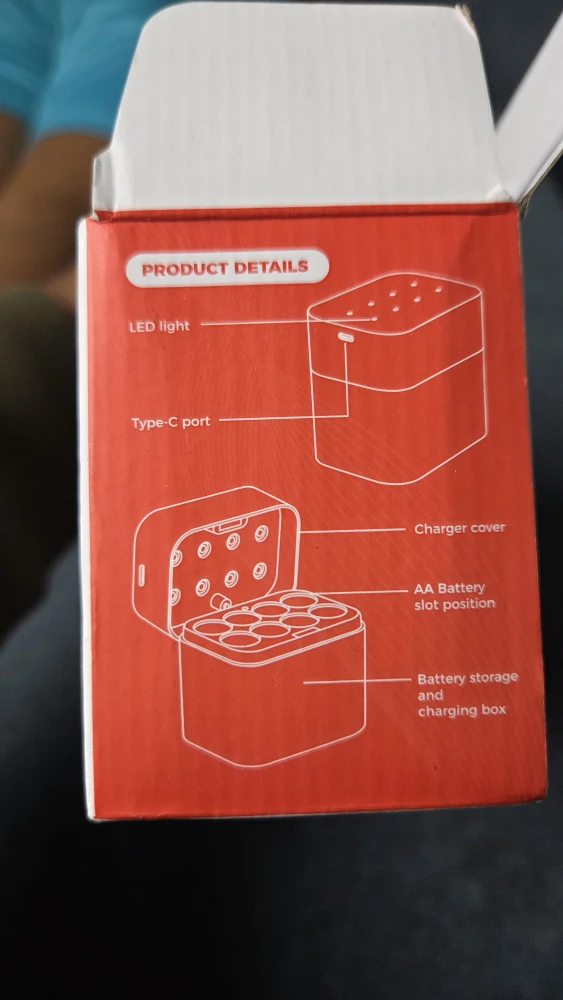 PRODUCT DETAILS
LED light
Type-C port
Charger cover
AA Battery
slot position
Battery storage
and
charging box